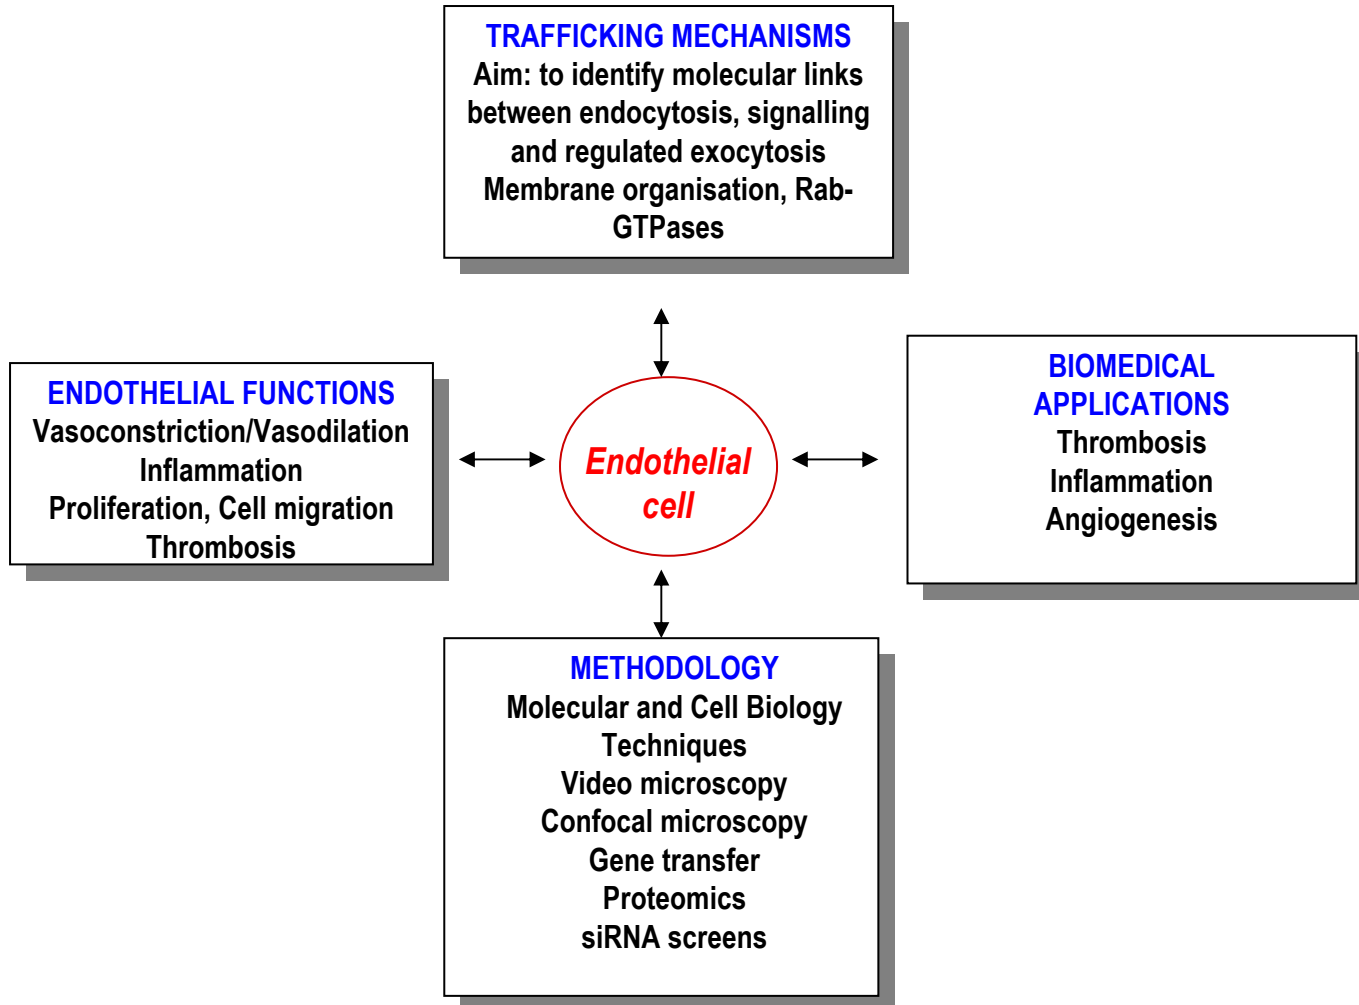 TRAFFICKING MECHANISMS
Aim: to identify molecular links
between endocytosis, signalling
and regulated exocytosis
Membrane organisation, Rab-
GTPases
ENDOTHELIAL FUNCTIONS
Vasoconstriction/Vasodilation
Inflammation
Proliferation, Cell migration
Thrombosis
Endothelial
cell
BIOMEDICAL
APPLICATIONS
Thrombosis
Inflammation
Angiogenesis
METHODOLOGY
Molecular and Cell Biology
Techniques
Video microscopy
Confocal microscopy
Gene transfer
Proteomics
siRNA screens